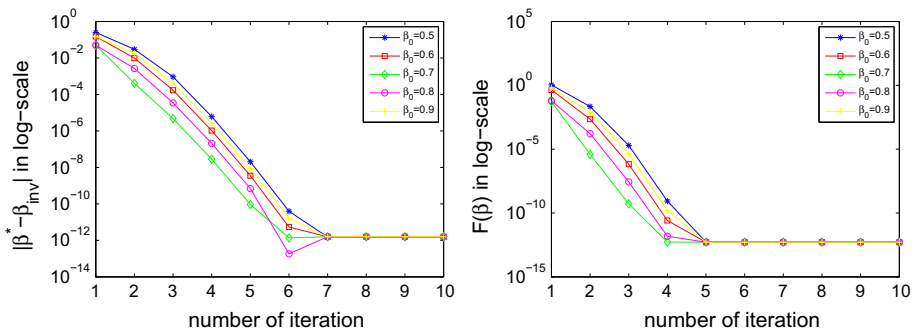 10^0
10^-2
10^-4
10^-6
10^-8
10^-10
10^-12
10^-14
1 2 3 4 5 6 7 8 9 10
number of iteration
||β^*−β_inv| in log−scale
β_0=0.5
β_0=0.6
β_0=0.7
β_0=0.8
β_0=0.9
10^5
10^0
10^-5
10^-10
10^-15
1 2 3 4 5 6 7 8 9 10
number of iteration
F(β) in log−scale
β_0=0.5
β_0=0.6
β_0=0.7
β_0=0.8
β_0=0.9